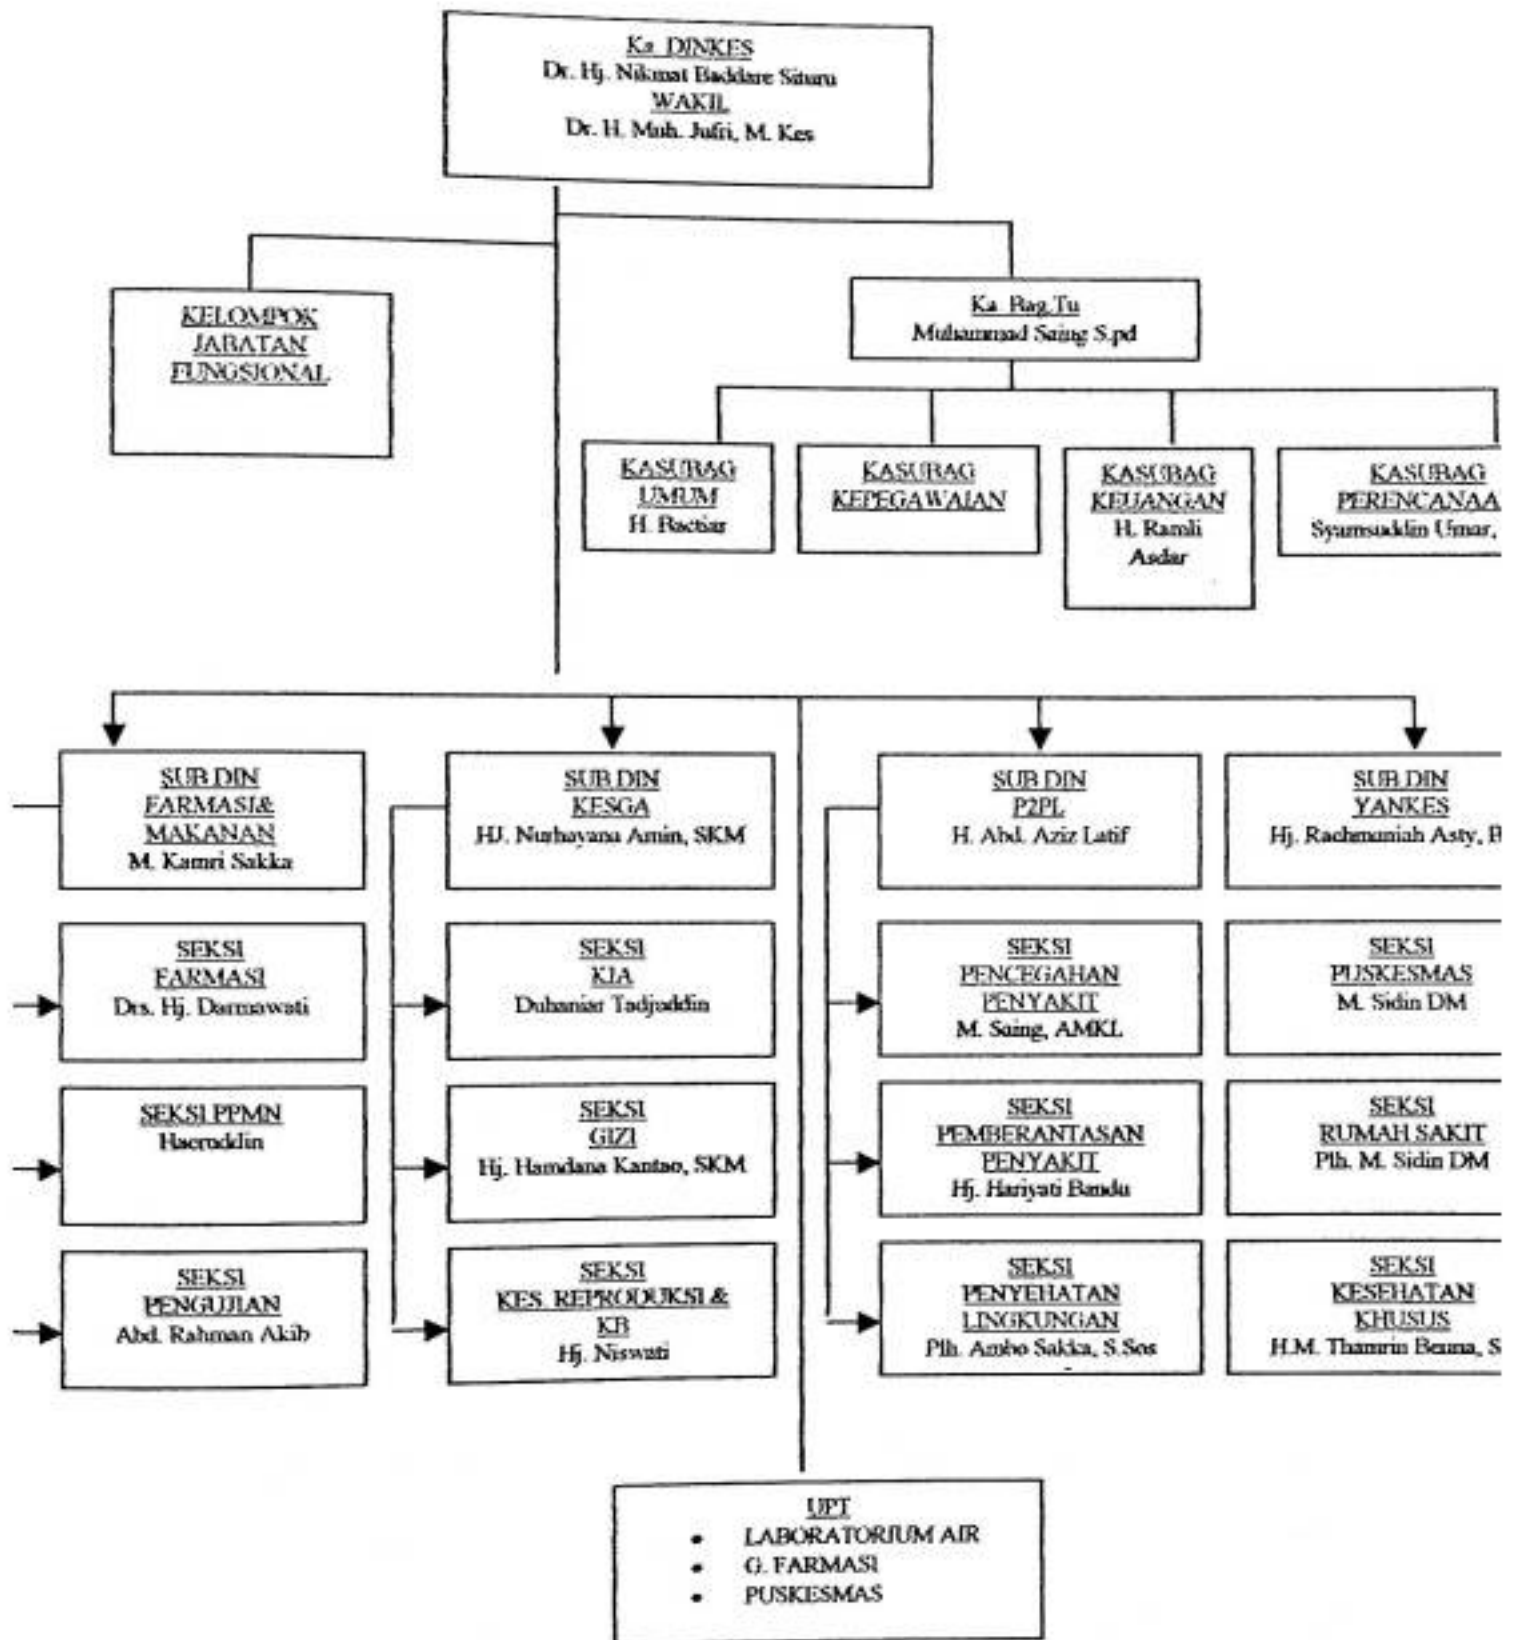 Ka DINKES
Dr. Hj. Nikmat Baddare Situru
WAKIL
Dr. H. Muh. Jufri, M. Kes
KELOMPOK
JABATAN
FUNGSIONAL
Ka Bag.Tu
Muhammad Saing S.pd
KASUBAG
UMUM
H. Bactiar
KASUBAG
KEPEGAWAIAN
KASUBAG
KEUANGAN
H. Ramli
Asdar
KASUBAG
PERENCANAA
Syamsuddin Umar,
SUB DIN
FARMASI&
MAKANAN
M. Kamri Sakka
SUB DIN
KESGA
HJ. Nurhayana Amin, SKM
SUB DIN
P2PL
H. Abd. Aziz Latif
SUB DIN
YANKES
Hj. Rachmaniah Asty, B
SEKSI
FARMASI
Drs. Hj. Darmawati
SEKSI
KIA
Duhaniar Tadjuddin
SEKSI
PENCEGAHAN
PENYAKIT
M. Saing, AMKL
SEKSI
PUSKESMAS
M. Sidin DM
SEKSI PPMN
Haeruddin
SEKSI
GIZI
Hj. Hamdana Kantao, SKM
SEKSI
PEMBERANTASAN
PENYAKIT
Hj. Hariyati Bandu
SEKSI
RUMAH SAKIT
Plh. M. Sidin DM
SEKSI
PENGUJIAN
Abd. Rahman Akib
SEKSI
KES. REPRODUKSI &
KB
Hj. Niswati
SEKSI
PENYEHATAN
LINGKUNGAN
Plh. Ambo Sakka, S.Sos
SEKSI
KESEHATAN
KHUSUS
H.M. Thamrin Beuna, S
UPT
• LABORATORIUM AIR
• G. FARMASI
• PUSKESMAS